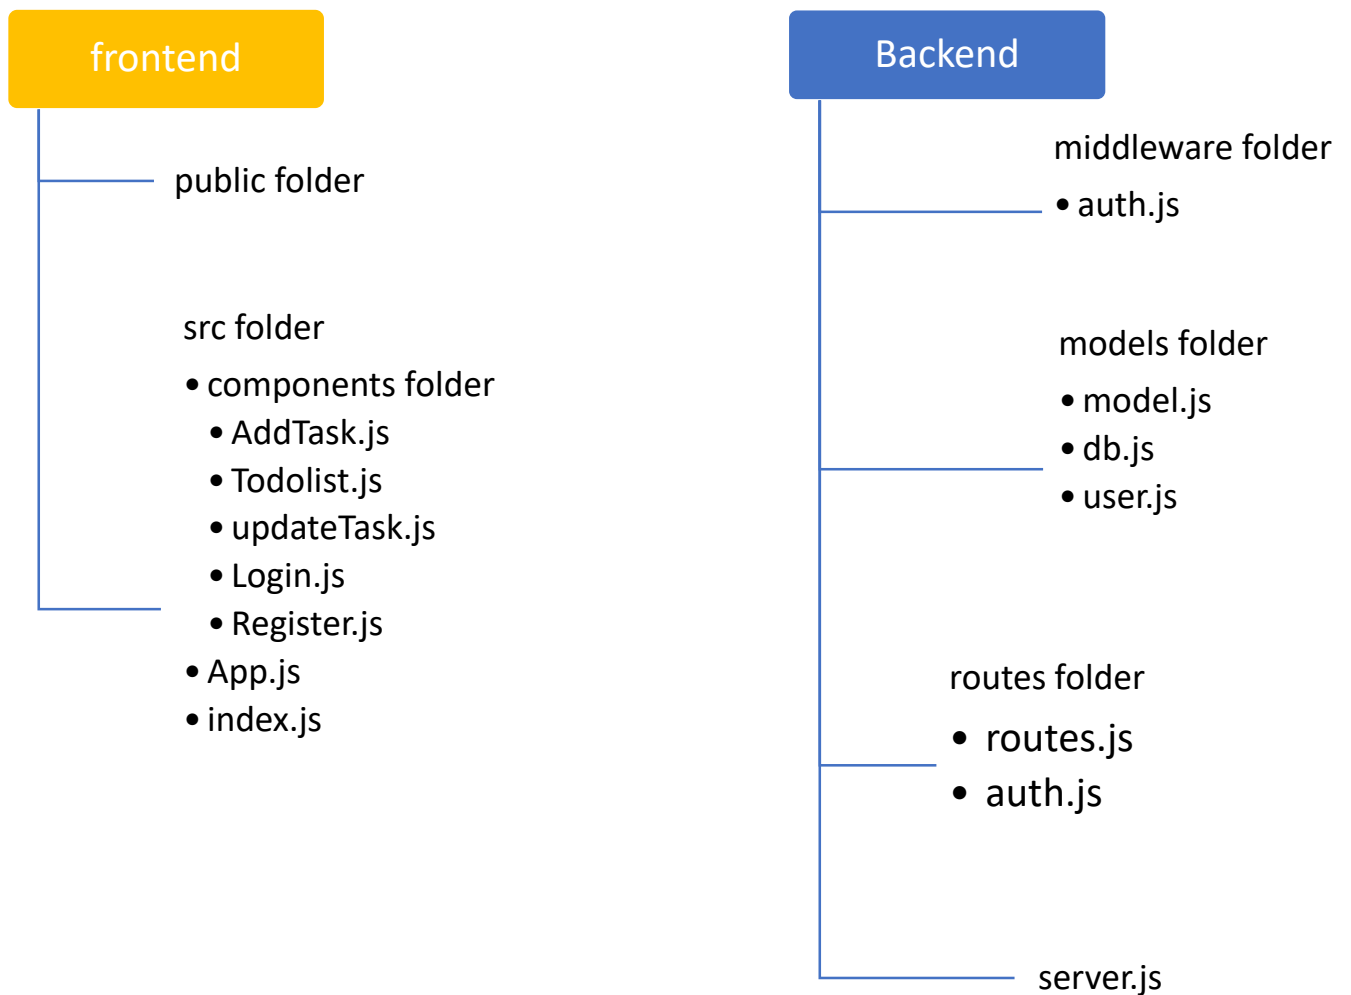 frontend
public folder
src folder
• components folder
• AddTask.js
• Todolist.js
• updateTask.js
• Login.js
• Register.js
• App.js
• index.js
Backend
middleware folder
• auth.js
models folder
• model.js
• db.js
• user.js
routes folder
• routes.js
• auth.js
server.js